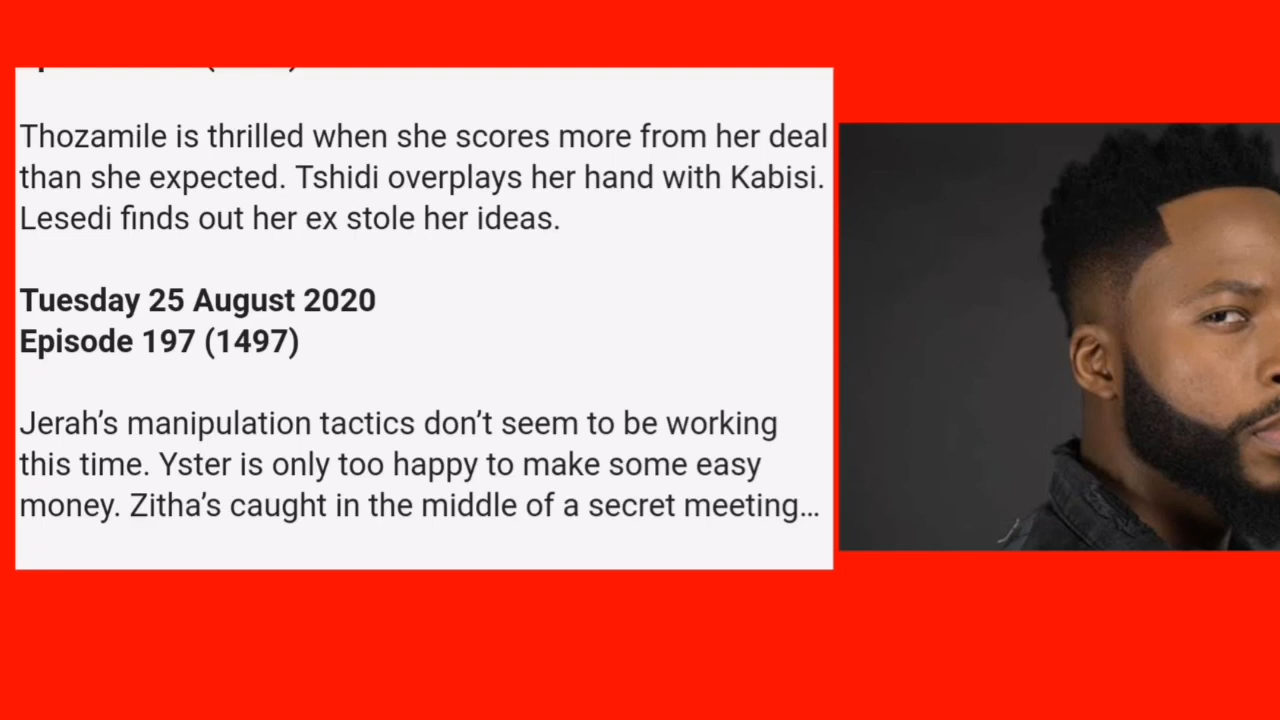 Thozamile is thrilled when she scores more from her deal
than she expected. Tshidi overplays her hand with Kabisi.
Lesedi finds out her ex stole her ideas.
Tuesday 25 August 2020
Episode 197 (1497)
Jerah’s manipulation tactics don’t seem to be working
this time. Yster is only too happy to make some easy
money. Zitha’s caught in the middle of a secret meeting…